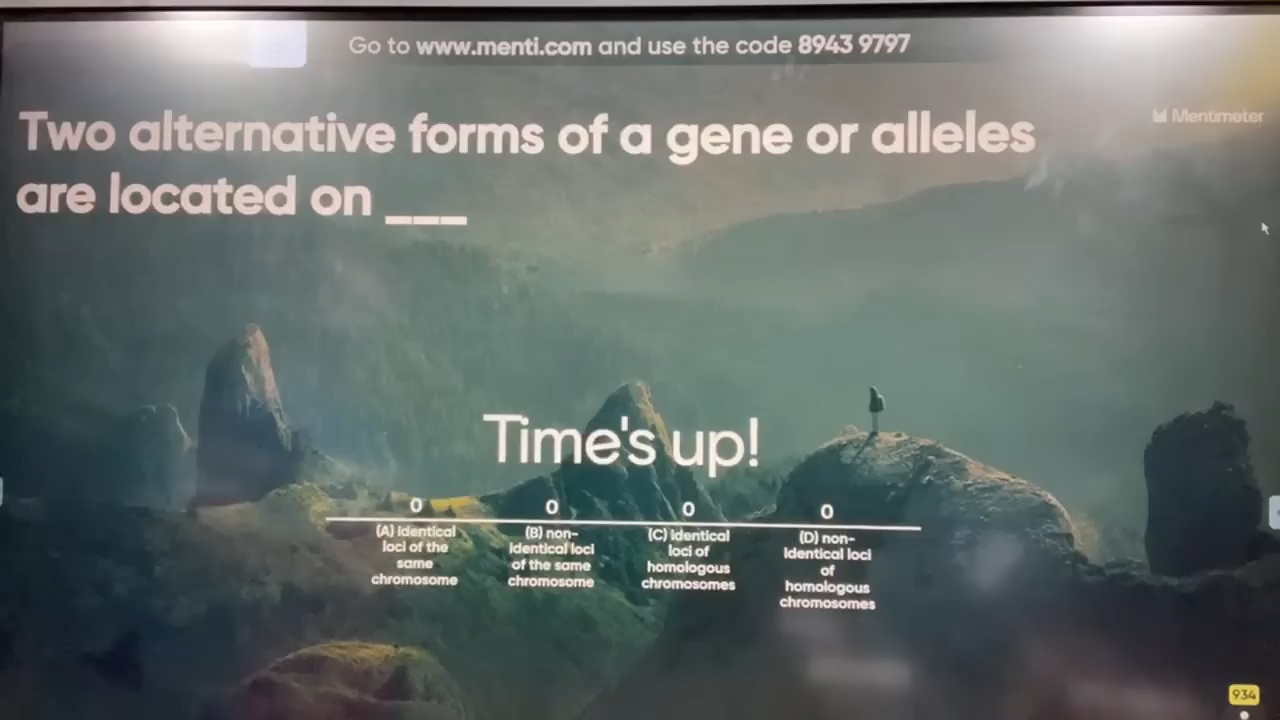 Go to www.menti.com and use the code 8943 9797
Mentimeter
Two alternative forms of a gene or alleles
are located on ___
Time's up!
0
(A) identical
loci of the
same
chromosome
0
(B) non-
identical loci
of the same
chromosome
0
(C) identical
loci of
homologous
chromosomes
0
(D) non-
identical loci
of
homologous
chromosomes
934